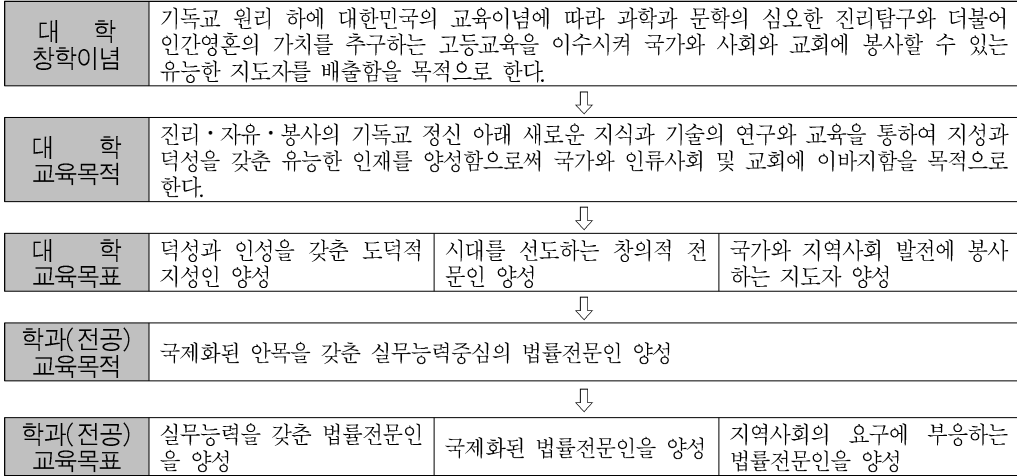 대 학
창학이념
기독교 원리 하에 대한민국의 교육이념에 따라 과학과 문학의 심오한 진리탐구와 더불어
인간영혼의 가치를 추구하는 고등교육을 이수시켜 국가와 사회와 교회에 봉사할 수 있는
유능한 지도자를 배출함을 목적으로 한다.
⇩
대 학
교육목적
진리・자유・봉사의 기독교 정신 아래 새로운 지식과 기술의 연구와 교육을 통하여 지성과
덕성을 갖춘 유능한 인재를 양성함으로써 국가와 인류사회 및 교회에 이바지함을 목적으로
한다.
⇩
대 학
교육목표
덕성과 인성을 갖춘 도덕적
지성인 양성
시대를 선도하는 창의적 전
문인 양성
국가와 지역사회 발전에 봉사
하는 지도자 양성
⇩
학과(전공)
교육목적
국제화된 안목을 갖춘 실무능력중심의 법률전문인 양성
⇩
학과(전공)
교육목표
실무능력을 갖춘 법률전문인
을 양성
국제화된 법률전문인을 양성
지역사회의 요구에 부응하는
법률전문인을 양성